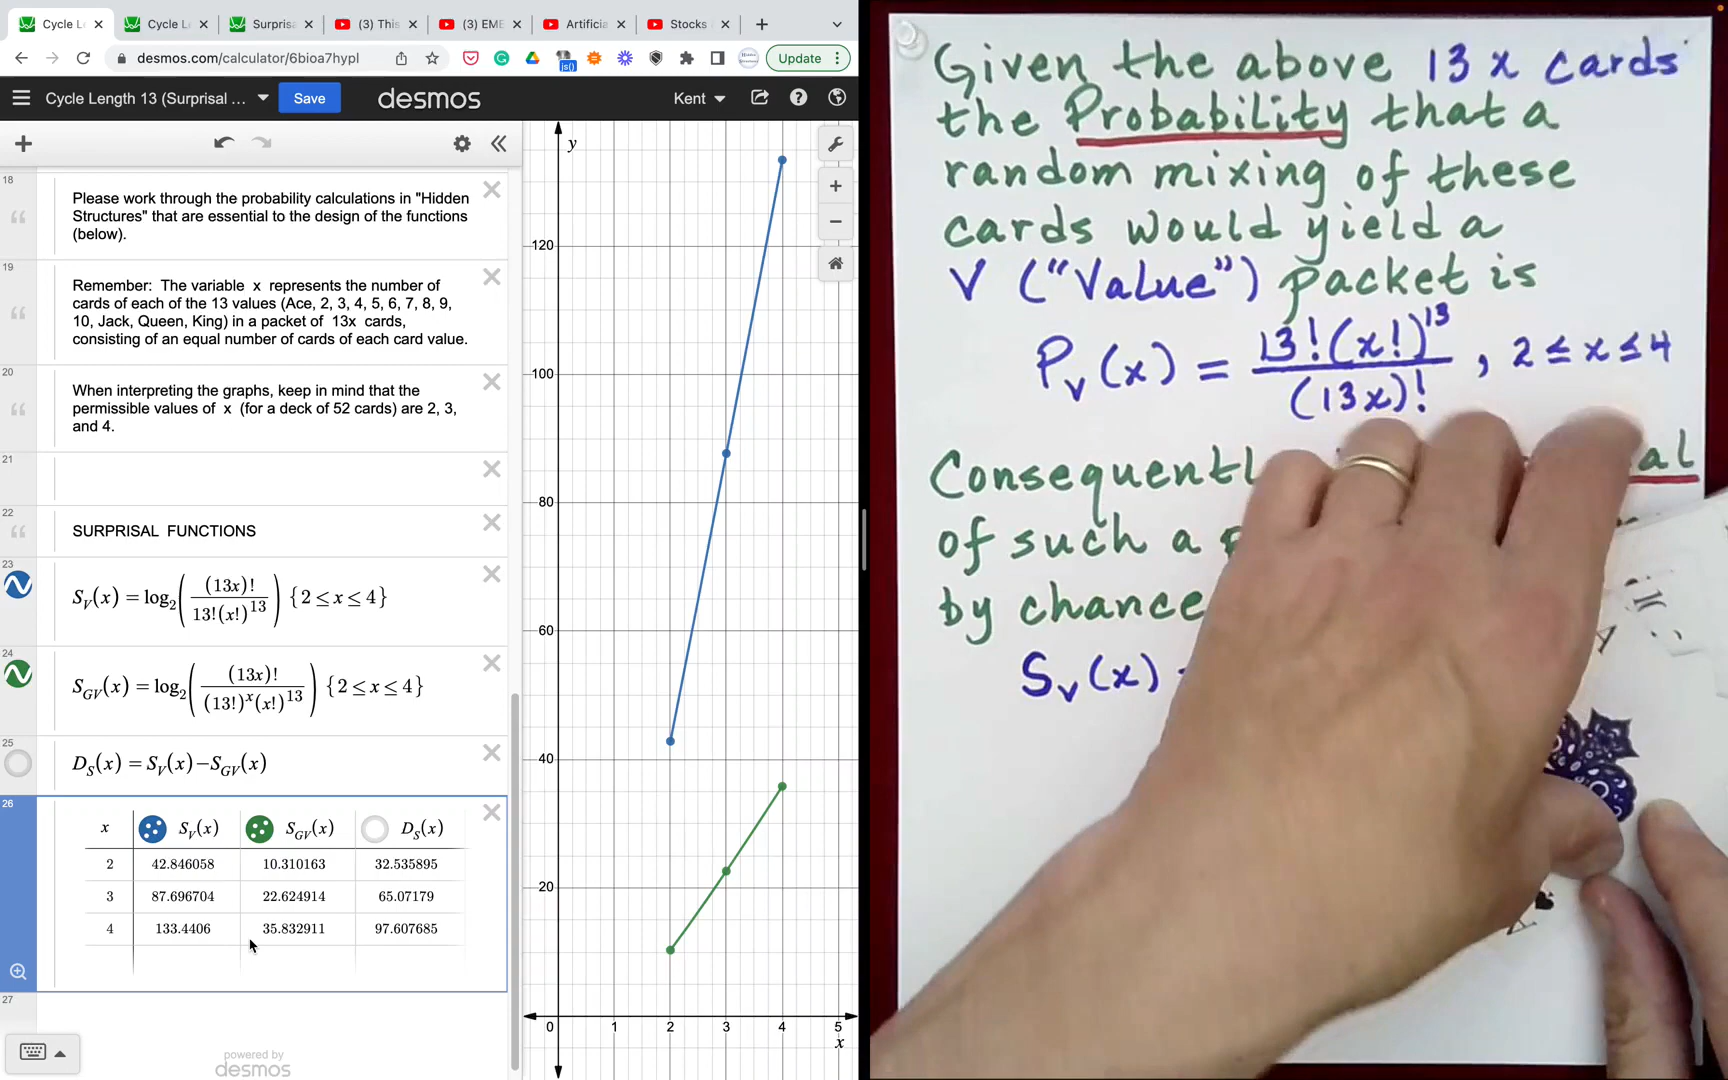 Cycle L
Cycle L
Surprisa
(3) This
(3) EME
Artificia
Stocks
desmos.com/calculator/6bioa7hypl
js()
Update
Cycle Length 13 (Surprisal ...
Save
desmos
Kent
18
Please work through the probability calculations in "Hidden
Structures" that are essential to the design of the functions
(below).
19
Remember: The variable x represents the number of
cards of each of the 13 values (Ace, 2, 3, 4, 5, 6, 7, 8, 9,
10, Jack, Queen, King) in a packet of 13x cards,
consisting of an equal number of cards of each card value.
20
When interpreting the graphs, keep in mind that the
permissible values of x (for a deck of 52 cards) are 2, 3,
and 4.
21
22
SURPRISAL FUNCTIONS
23
S_V(x) = log_2((13x)! / 13!(x!)^13) {2 ≤ x ≤ 4}
24
S_GV(x) = log_2((13x)! / (13!)^x(x!)^13) {2 ≤ x ≤ 4}
25
D_S(x) = S_V(x) − S_GV(x)
26
x S_V(x) S_GV(x) D_S(x)
2 42.846058 10.310163 32.535895
3 87.696704 22.624914 65.07179
4 133.4406 35.832911 97.607685
27
powered by
desmos
y
120
100
80
60
40
20
0 1 2 3 4 5
x
Given the above 13x cards
the Probability that a
random mixing of these
cards would yield a
V ("Value") packet is
P_V(x) = 13!(x!)^13 / (13x)! , 2 ≤ x ≤ 4
Consequentl al
of such a
by chance
S_V(x)
A
A